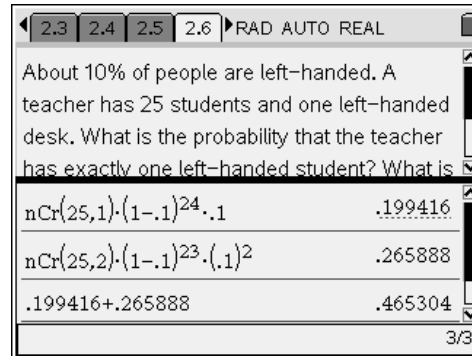 2.3 2.4 2.5 2.6 RAD AUTO REAL
About 10% of people are left-handed. A
teacher has 25 students and one left-handed
desk. What is the probability that the teacher
has exactly one left-handed student? What is
nCr(25,1)·(1-.1)²⁴·.1 .199416
nCr(25,2)·(1-.1)²³·(.1)² .265888
.199416+.265888 .465304
3/3